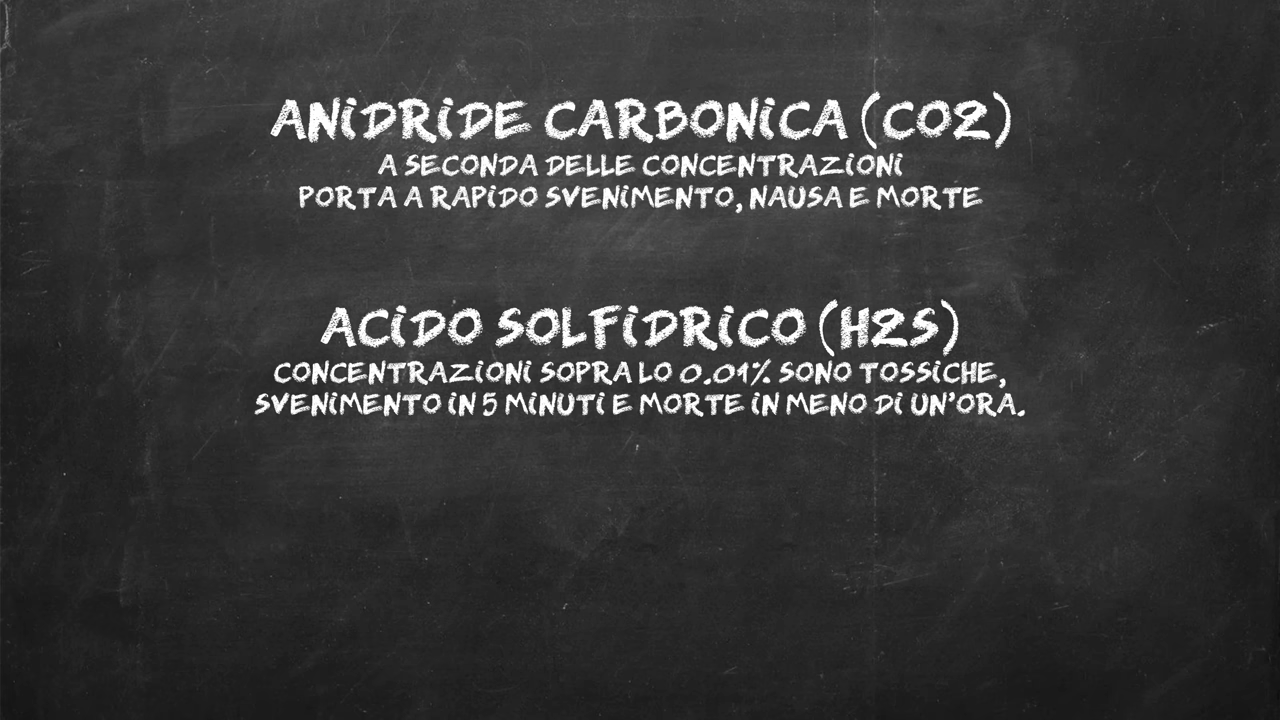 ANIDRIDE CARBONICA (CO2)
A SECONDA DELLE CONCENTRAZIONI
PORTA A RAPIDO SVENIMENTO, NAUSA E MORTE
ACIDO SOLFIDRICO (H2S)
CONCENTRAZIONI SOPRA LO 0.01% SONO TOSSICHE,
SVENIMENTO IN 5 MINUTI E MORTE IN MENO DI UN'ORA.